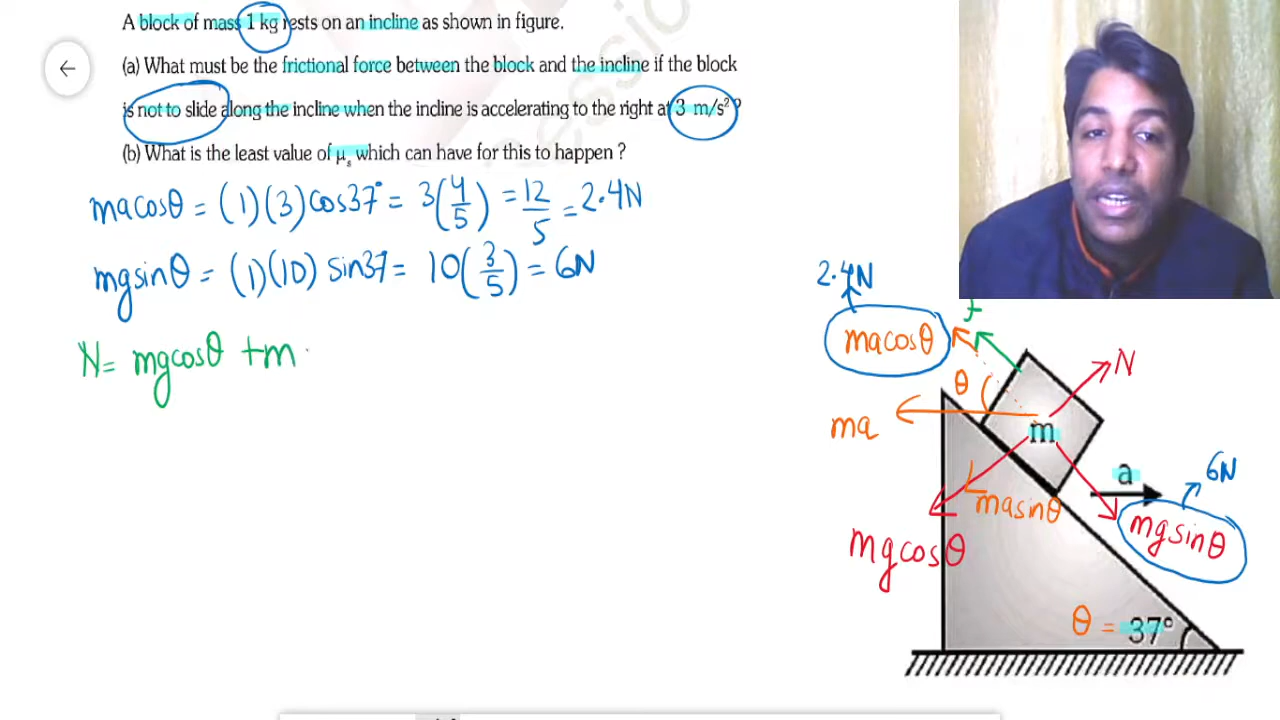 A block of mass 1 kg rests on an incline as shown in figure.
(a) What must be the frictional force between the block and the incline if the block
is not to slide along the incline when the incline is accelerating to the right at 3 m/s² ?
(b) What is the least value of μs which can have for this to happen ?
macosθ = (1)(3)cos37° = 3(4/5) = 12/5 = 2.4N
mgsinθ = (1)(10) sin37 = 10(3/5) = 6N
N = mgcosθ + m
2.4N
f
macosθ
N
θ
ma
m
a
6N
masinθ
mgsinθ
mgcosθ
θ = 37°